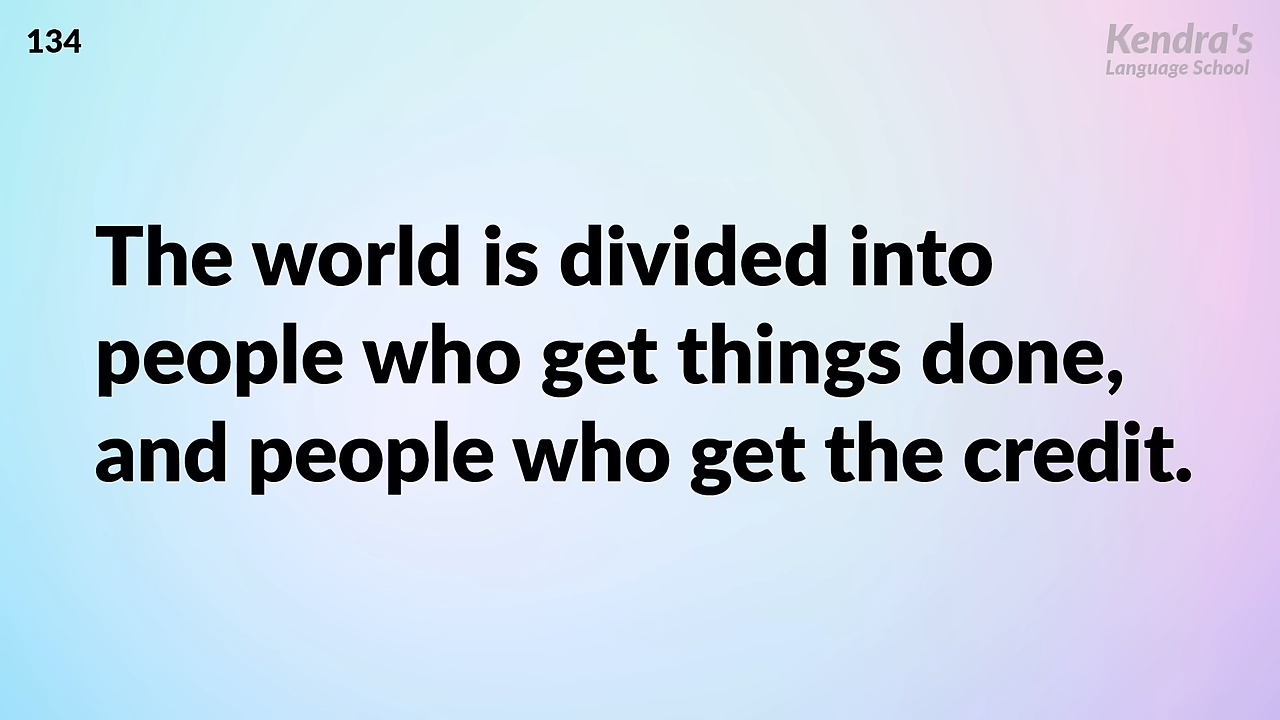 134
Kendra's
Language School
The world is divided into
people who get things done,
and people who get the credit.